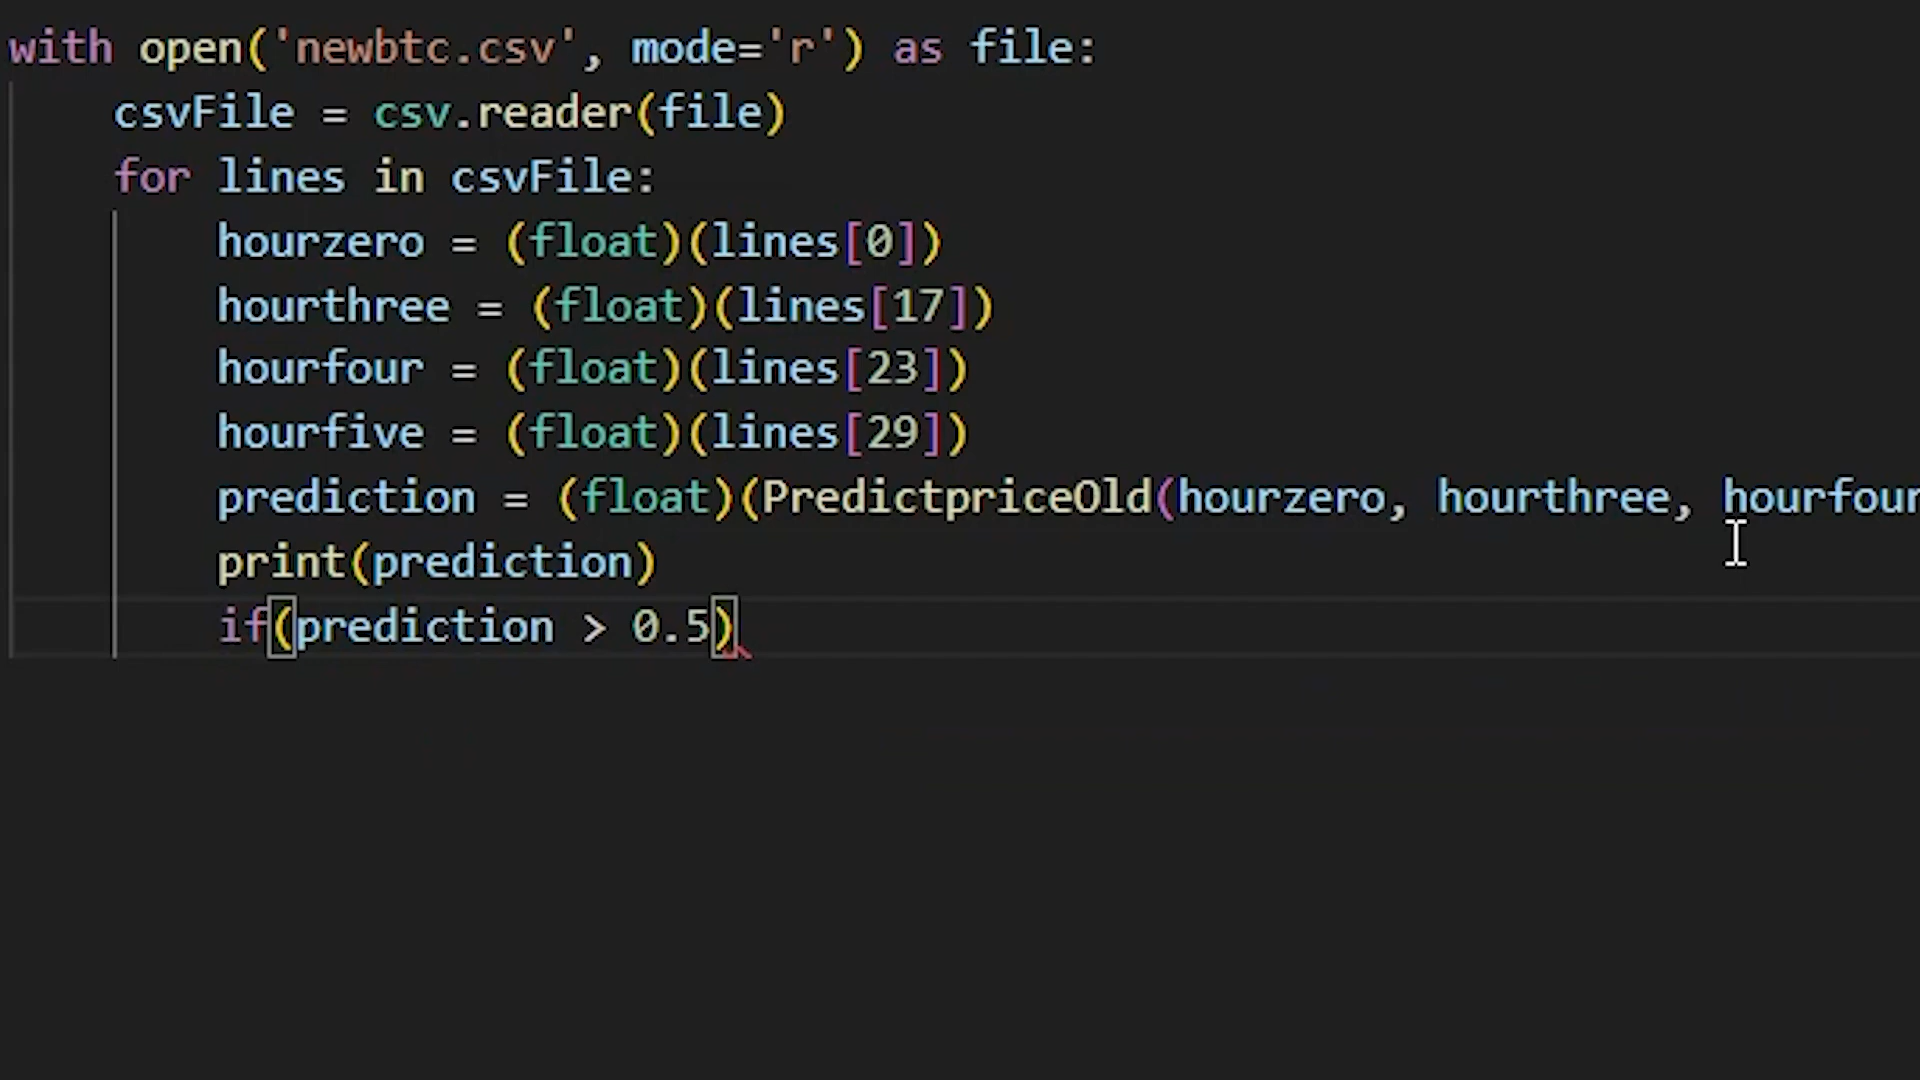 with open('newbtc.csv', mode='r') as file:
    csvFile = csv.reader(file)
    for lines in csvFile:
        hourzero = (float)(lines[0])
        hourthree = (float)(lines[17])
        hourfour = (float)(lines[23])
        hourfive = (float)(lines[29])
        prediction = (float)(PredictpriceOld(hourzero, hourthree, hourfour
        print(prediction)
        if(prediction > 0.5)